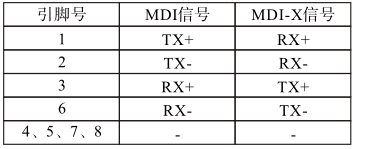 引脚号 MDI信号 MDI-X信号
1 TX+ RX+
2 TX- RX-
3 RX+ TX+
6 RX- TX-
4、5、7、8 - -